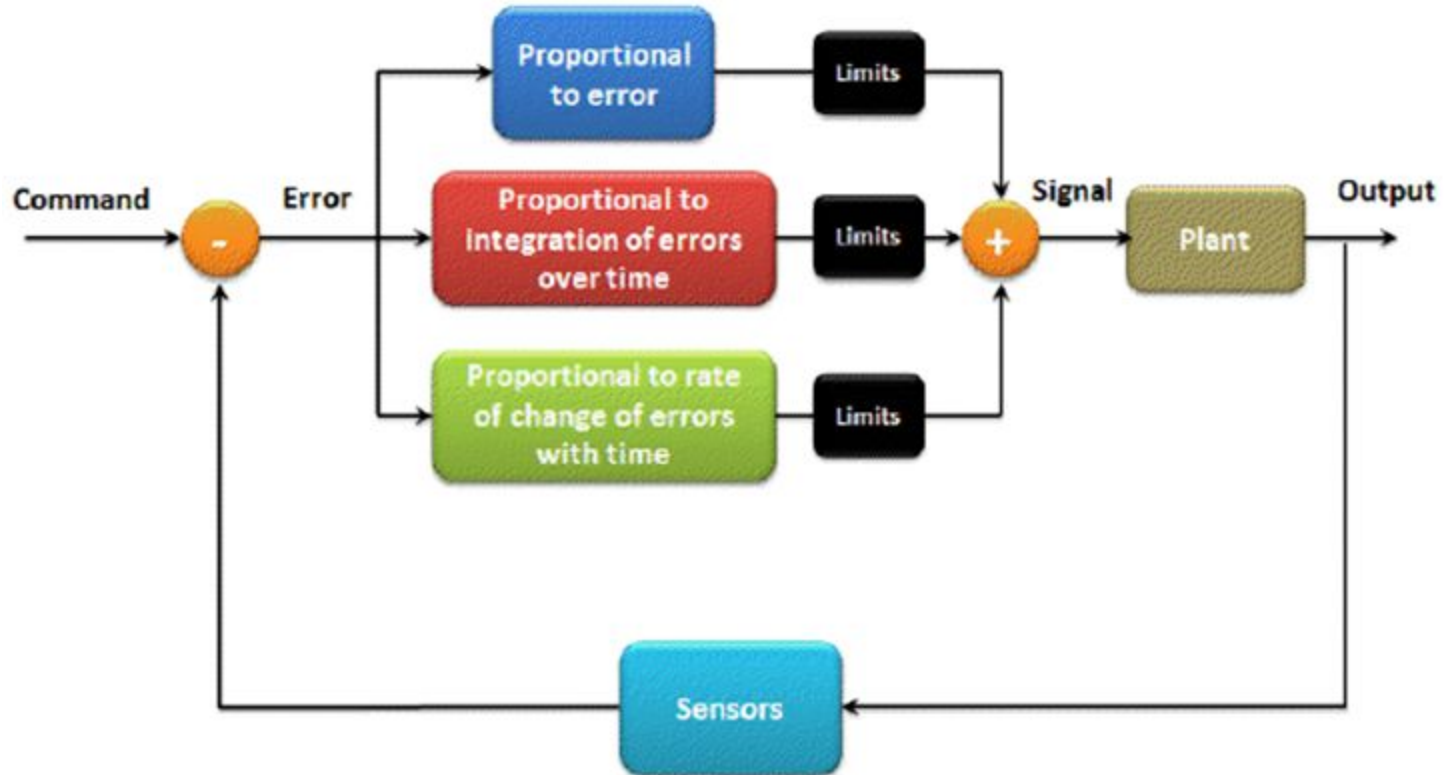 Proportional
to error
Limits
Command
-
Error
Proportional to
integration of errors
over time
Limits
+
Signal
Plant
Output
Proportional to rate
of change of errors
with time
Limits
Sensors